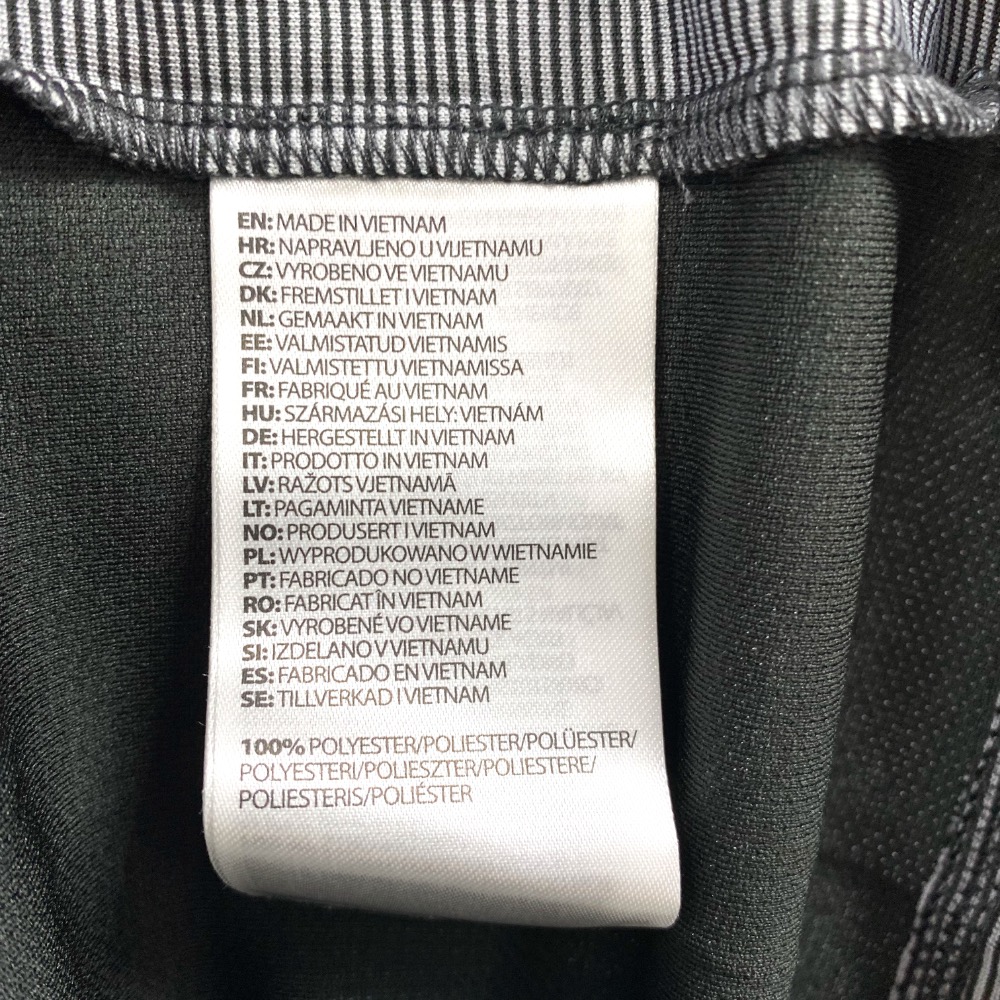 EN: MADE IN VIETNAM
HR: NAPRAVLJENO U VIJETNAMU
CZ: VYROBENO VE VIETNAMU
DK: FREMSTILLET I VIETNAM
NL: GEMAAKT IN VIETNAM
EE: VALMISTATUD VIETNAMIS
FI: VALMISTETTU VIETNAMISSA
FR: FABRIQUÉ AU VIETNAM
HU: SZÁRMAZÁSI HELY: VIETNÁM
DE: HERGESTELLT IN VIETNAM
IT: PRODOTTO IN VIETNAM
LV: RAŽOTS VJETNAMĀ
LT: PAGAMINTA VIETNAME
NO: PRODUSERT I VIETNAM
PL: WYPRODUKOWANO W WIETNAMIE
PT: FABRICADO NO VIETNAME
RO: FABRICAT ÎN VIETNAM
SK: VYROBENÉ VO VIETNAME
SI: IZDELANO V VIETNAMU
ES: FABRICADO EN VIETNAM
SE: TILLVERKAD I VIETNAM
100% POLYESTER/POLIESTER/POLÜESTER/
POLYESTERI/POLIESZTER/POLIESTERE/
POLIESTERIS/POLIÉSTER